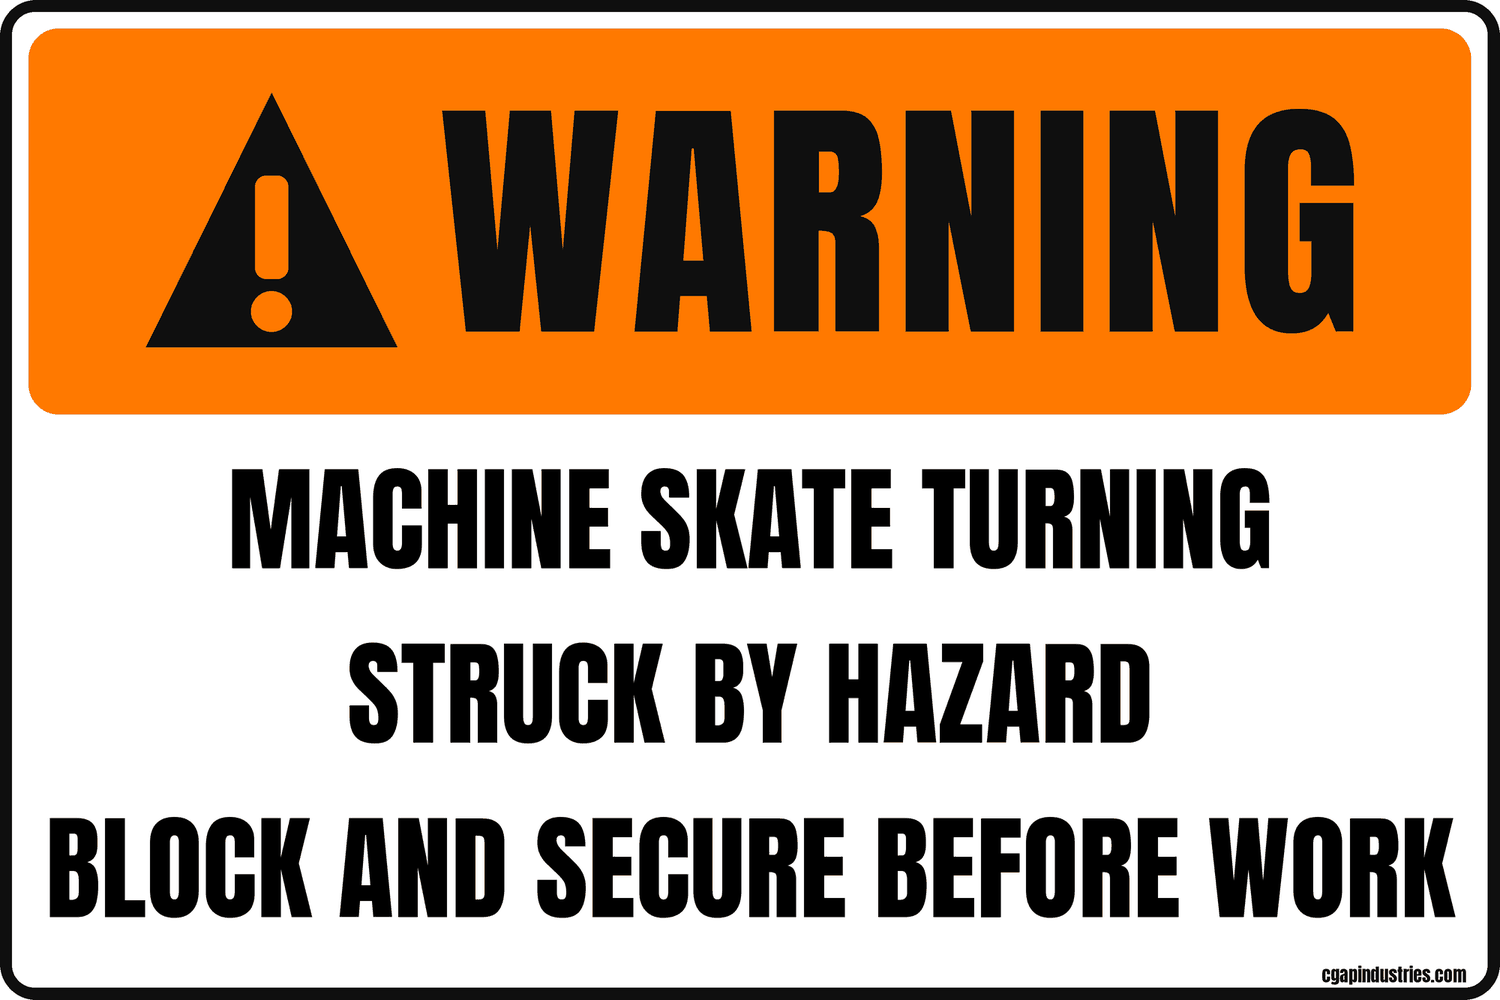 WARNING
MACHINE SKATE TURNING
STRUCK BY HAZARD
BLOCK AND SECURE BEFORE WORK
cgapindustries.com